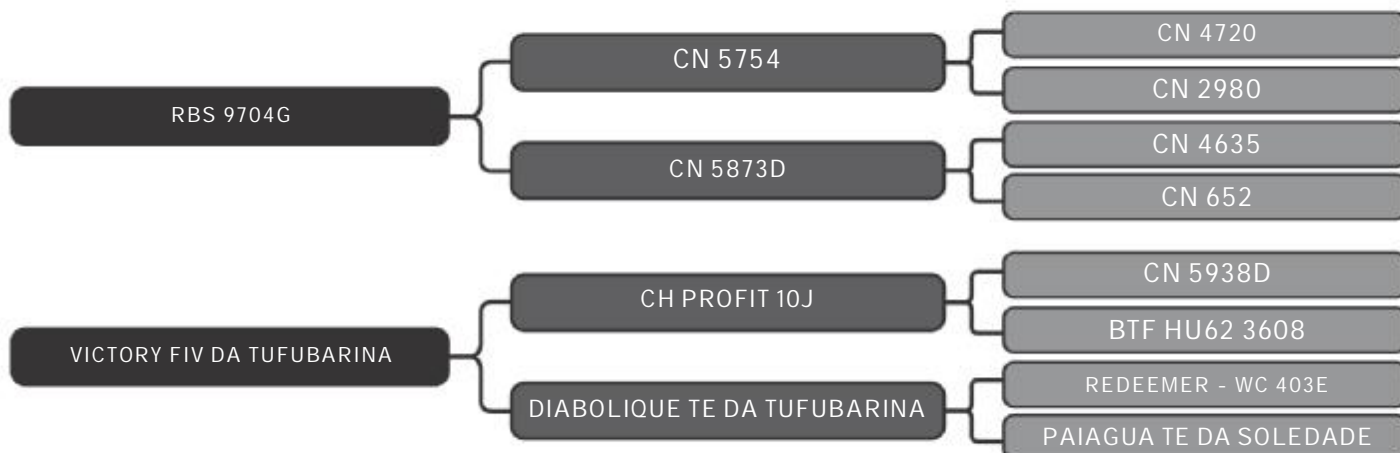 CN 4720
CN 5754
CN 2980
RBS 9704G
CN 4635
CN 5873D
CN 652
CN 5938D
CH PROFIT 10J
BTF HU62 3608
VICTORY FIV DA TUFUBARINA
REDEEMER - WC 403E
DIABOLIQUE TE DA TUFUBARINA
PAIAGUA TE DA SOLEDADE